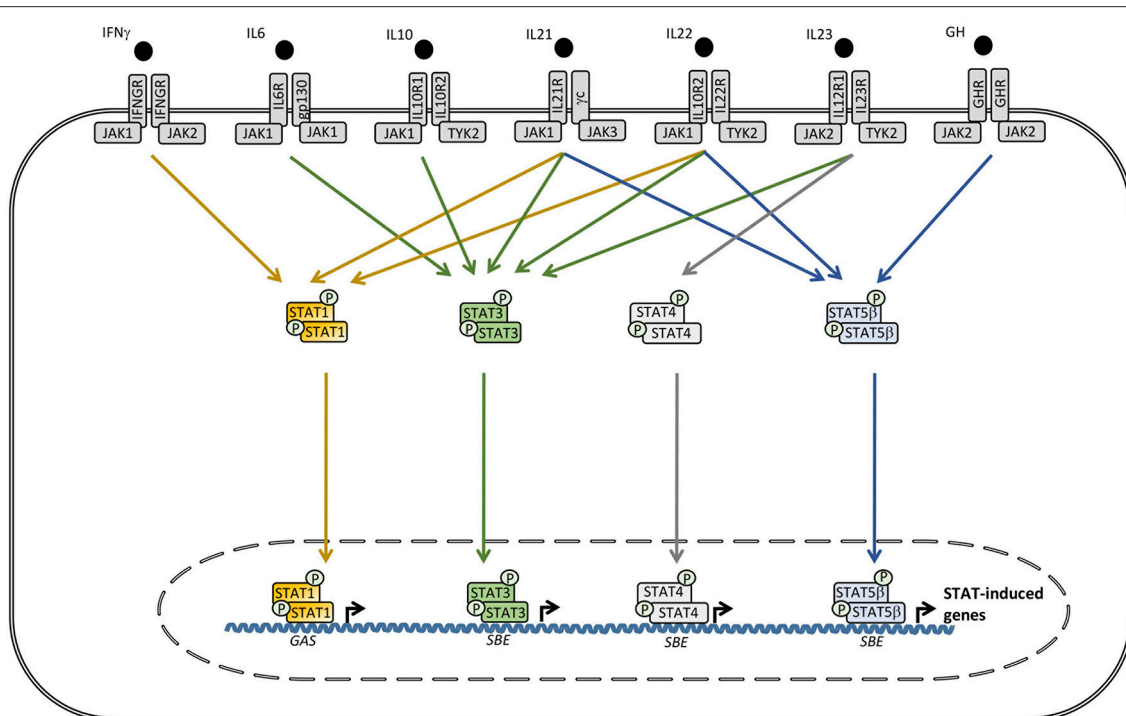 IFNγ
IL6
IL10
IL21
IL22
IL23
GH
IFNGR
IFNGR
JAK1
JAK2
IL6R
gp130
JAK1
JAK1
IL10R1
IL10R2
JAK1
TYK2
IL21R
γc
JAK1
JAK3
IL10R2
IL22R
JAK1
TYK2
IL12R1
IL23R
JAK2
TYK2
GHR
GHR
JAK2
JAK2
P
STAT1
P
STAT1
P
STAT3
P
STAT3
P
STAT4
P
STAT4
P
STAT5β
P
STAT5β
P
STAT1
P
STAT1
GAS
P
STAT3
P
STAT3
SBE
P
STAT4
P
STAT4
SBE
P
STAT5β
P
STAT5β
SBE
STAT-induced
genes